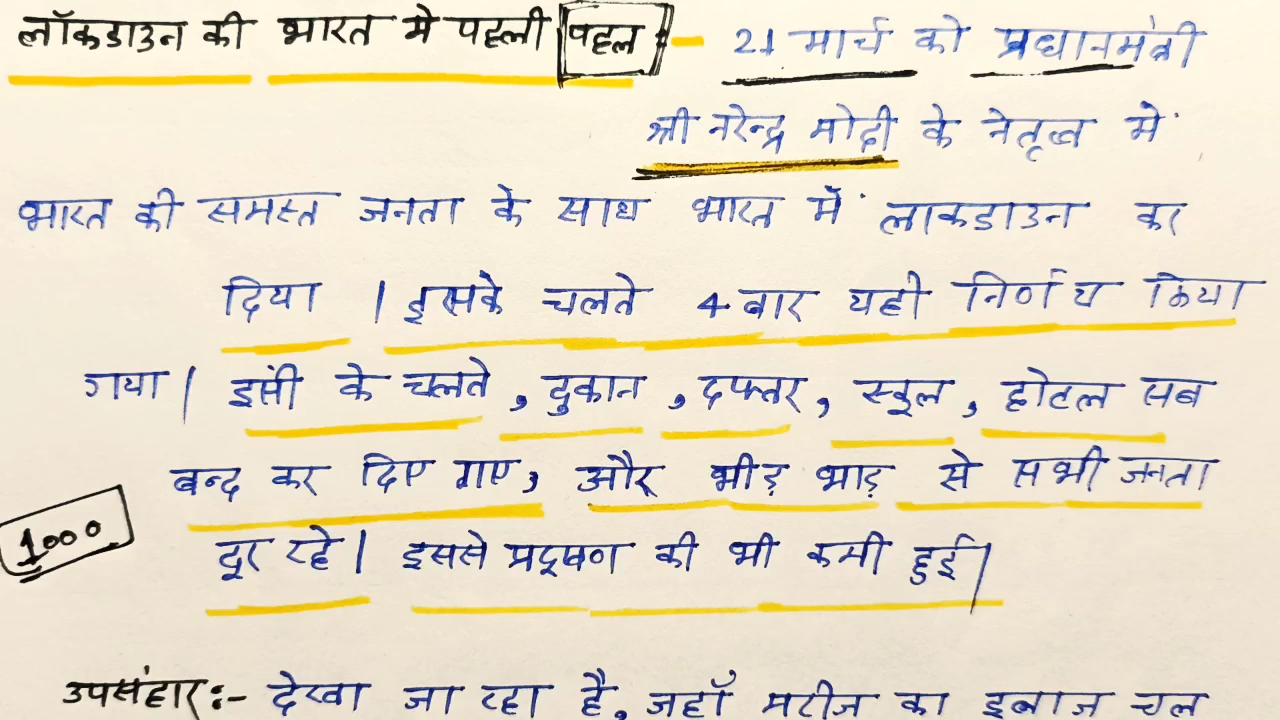 लॉकडाउन की भारत मे पहली पहल :- 21 मार्च को प्रधानमंत्री
श्री नरेन्द्र मोदी के नेतृत्व में
भारत की समस्त जनता के साथ भारत में लाकडाउन कर
दिया | इसके चलते 4 बार यही निर्णय किया
गया | इसी के चलते , दुकान , दफ्तर, स्कूल , होटल सब
बन्द कर दिए गए, और भीड़ भाड़ से सभी जनता
1000
दूर रहे | इससे प्रदूषण की भी कमी हुई |
उपसंहार:- देखा जा रहा है, जहाँ मरीज का इलाज चल